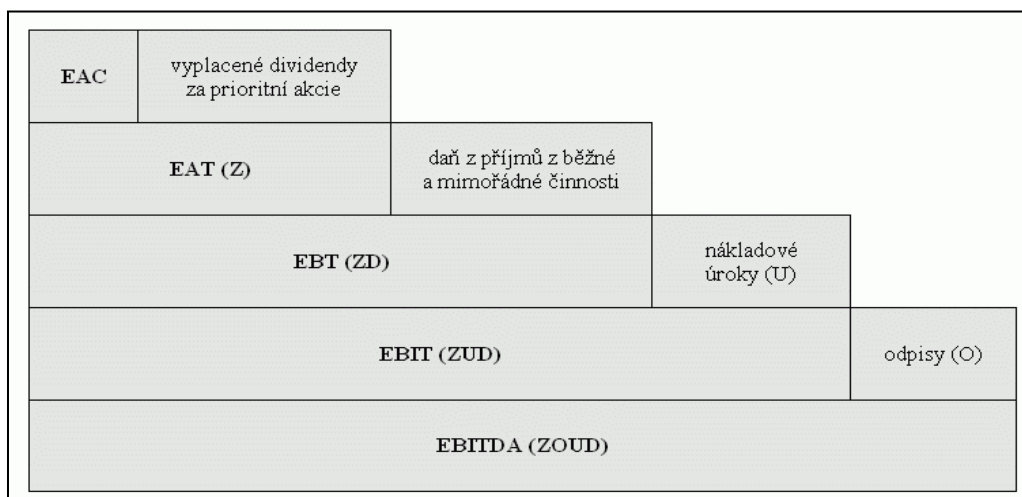 EAC
vyplacené dividendy
za prioritní akcie
EAT (Z)
daň z příjmů z běžné
a mimořádné činnosti
EBT (ZD)
nákladové
úroky (U)
EBIT (ZUD)
odpisy (O)
EBITDA (ZOUD)